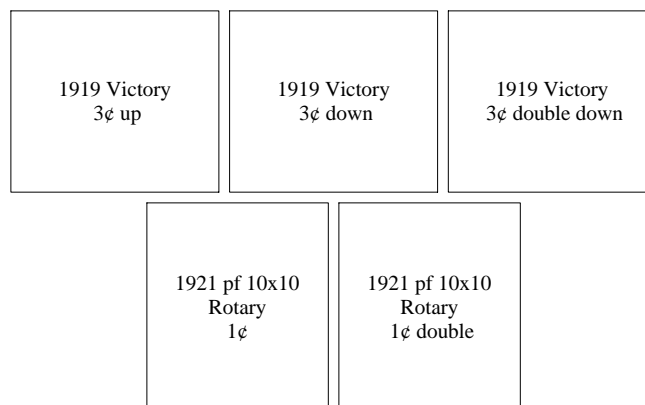 1919 Victory
3¢ up
1919 Victory
3¢ down
1919 Victory
3¢ double down
1921 pf 10x10
Rotary
1¢
1921 pf 10x10
Rotary
1¢ double